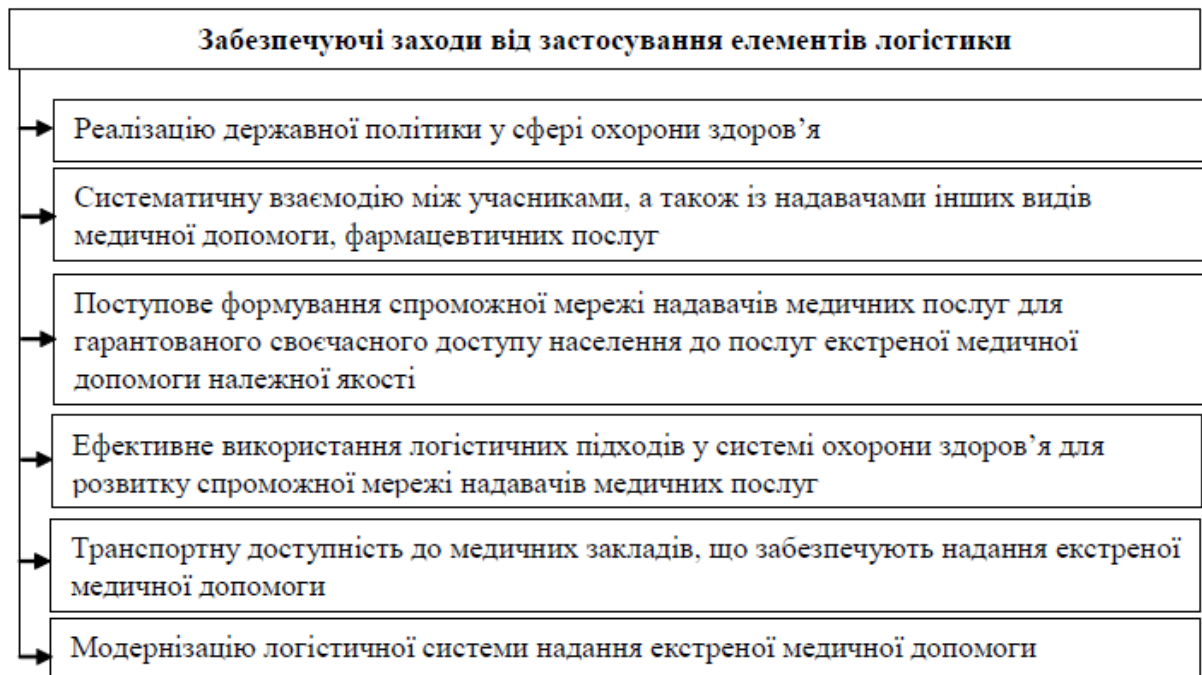 Забезпечуючі заходи від застосування елементів логістики
Реалізацію державної політики у сфері охорони здоров’я
Систематичну взаємодію між учасниками, а також із надавачами інших видів
медичної допомоги, фармацевтичних послуг
Поступове формування спроможної мережі надавачів медичних послуг для
гарантованого своєчасного доступу населення до послуг екстреної медичної
допомоги належної якості
Ефективне використання логістичних підходів у системі охорони здоров’я для
розвитку спроможної мережі надавачів медичних послуг
Транспортну доступність до медичних закладів, що забезпечують надання екстреної
медичної допомоги
Модернізацію логістичної системи надання екстреної медичної допомоги